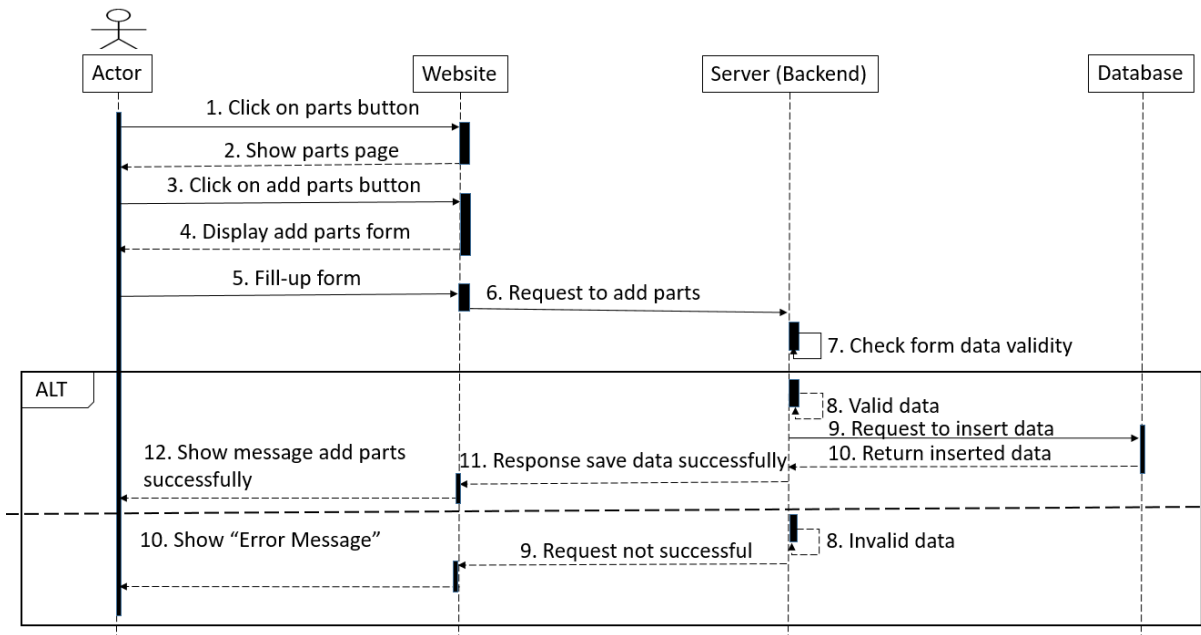 Actor
Website
Server (Backend)
Database
1. Click on parts button
2. Show parts page
3. Click on add parts button
4. Display add parts form
5. Fill-up form
6. Request to add parts
7. Check form data validity
ALT
8. Valid data
9. Request to insert data
10. Return inserted data
11. Response save data successfully
12. Show message add parts
successfully
8. Invalid data
9. Request not successful
10. Show “Error Message”